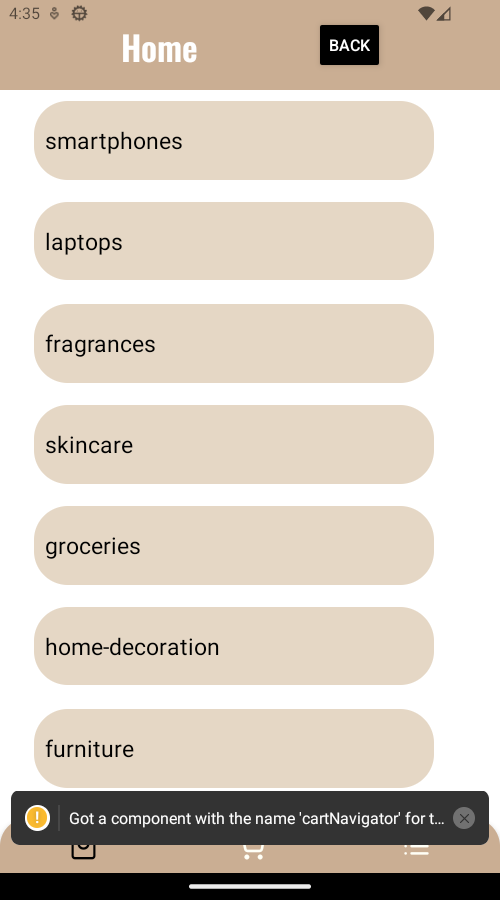 4:35
Home
BACK
smartphones
laptops
fragrances
skincare
groceries
home-decoration
furniture
! Got a component with the name 'cartNavigator' for t...